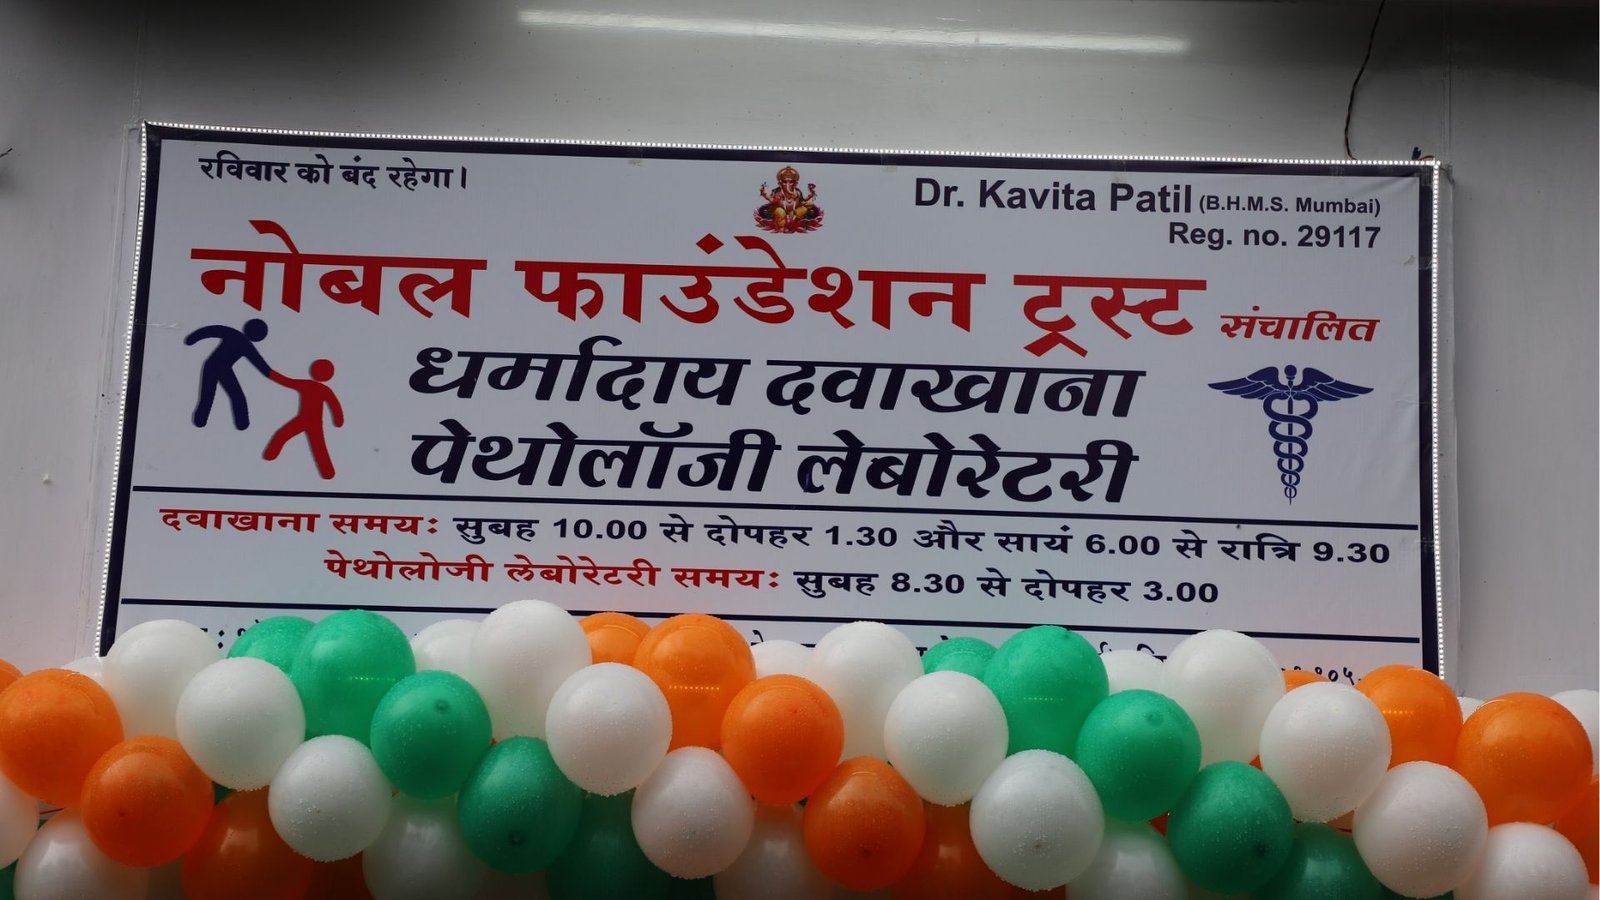 रविवार को बंद रहेगा।
Dr. Kavita Patil (B.H.M.S. Mumbai)
Reg. no. 29117
नोबल फाउंडेशन ट्रस्ट संचालित
धर्मादाय दवाखाना
पेथोलॉजी लेबोरेटरी
दवाखाना समय: सुबह 10.00 से दोपहर 1.30 और सायं 6.00 से रात्रि 9.30
पेथोलोजी लेबोरेटरी समय: सुबह 8.30 से दोपहर 3.00